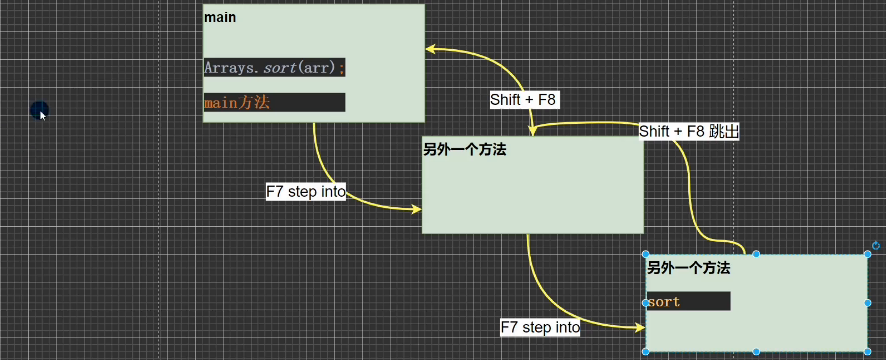 main
Arrays.sort(arr);
main方法
Shift + F8
Shift + F8 跳出
另外一个方法
F7 step into
另外一个方法
sort
F7 step into